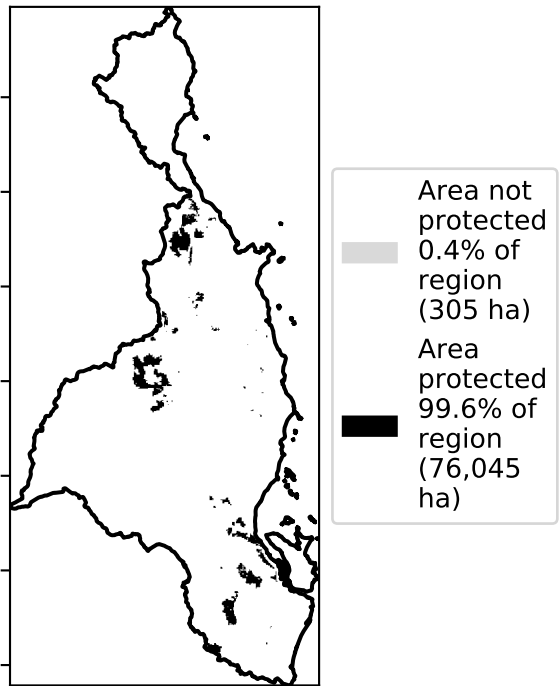 Area not
protected
0.4% of
region
(305 ha)
Area
protected
99.6% of
region
(76,045
ha)